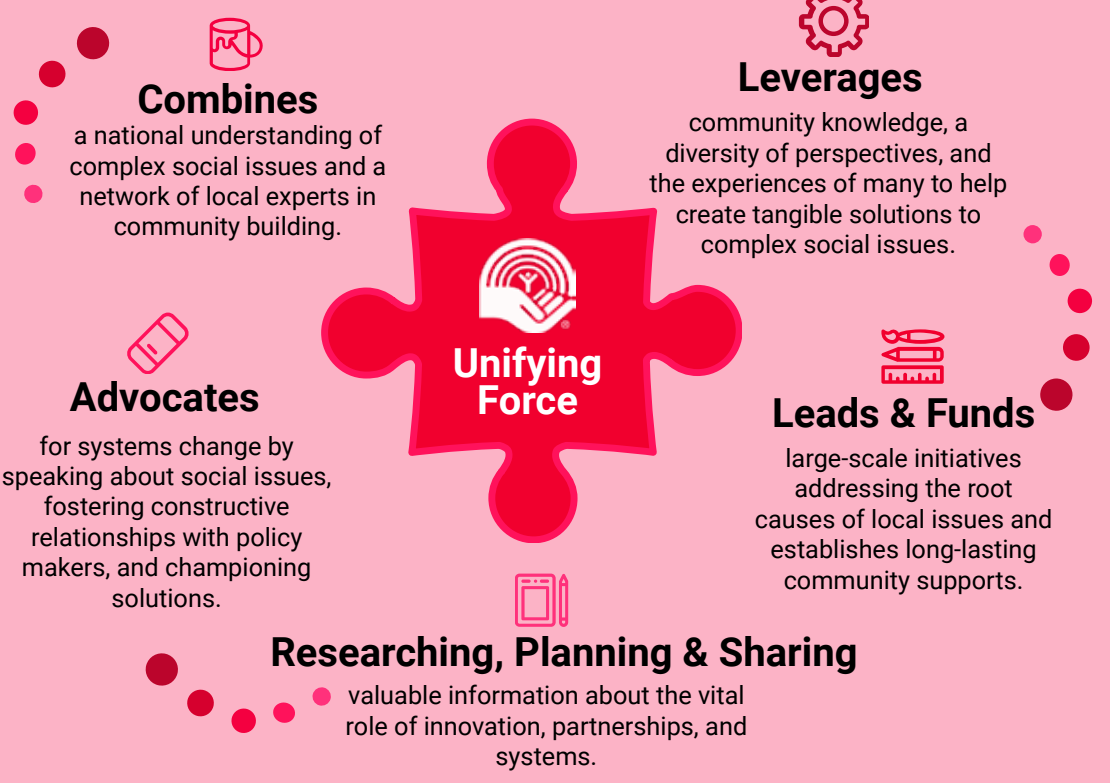 Combines
a national understanding of
complex social issues and a
network of local experts in
community building.
Leverages
community knowledge, a
diversity of perspectives, and
the experiences of many to help
create tangible solutions to
complex social issues.
Unifying
Force
®
Advocates
for systems change by
speaking about social issues,
fostering constructive
relationships with policy
makers, and championing
solutions.
Leads & Funds
large-scale initiatives
addressing the root
causes of local issues and
establishes long-lasting
community supports.
Researching, Planning & Sharing
valuable information about the vital
role of innovation, partnerships, and
systems.